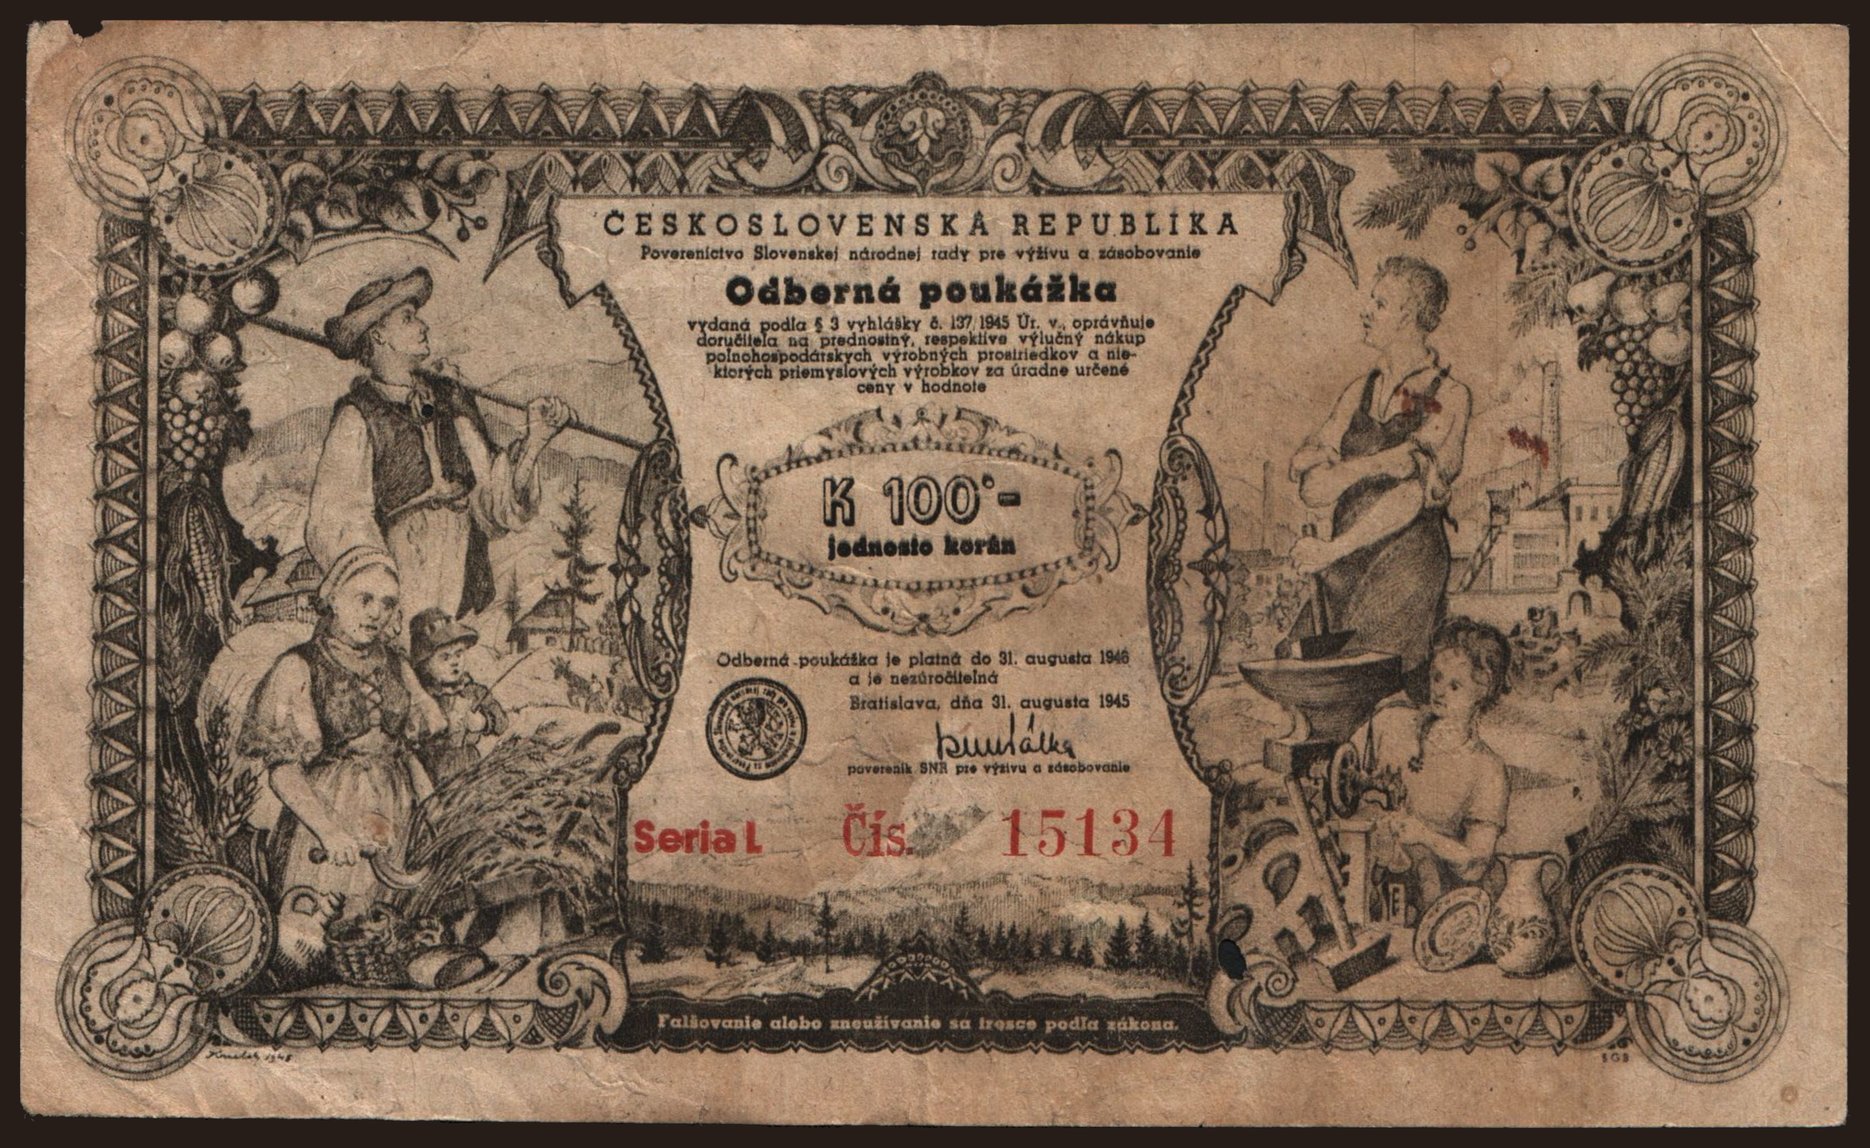 ČESKOSLOVENSKÁ REPUBLIKA
Povereníctvo Slovenskej národnej rady pre výživu a zásobovanie
Odberná poukážka
vydaná podľa § 3 vyhlášky č. 137/1945 Úr. v., oprávňuje
doručiteľa na prednostný, respektíve výlučný nákup
poľnohospodárskych výrobných prostriedkov a nie-
ktorých priemyslových výrobkov za úradne určené
ceny v hodnote
K 100·-
jednosto korún
Odberná poukážka je platná do 31. augusta 1946
a je nezúročiteľná
Bratislava, dňa 31. augusta 1945
poverenik SNR pre výživu a zásobovanie
Seria I. Čís. 15134
Falšovanie alebo zneužívanie sa tresce podľa zákona.
1945
SGS